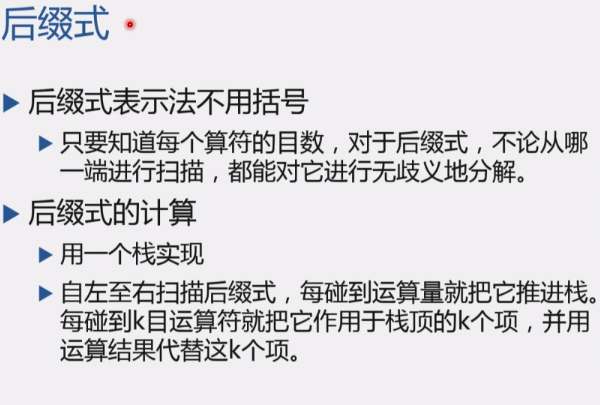 后缀式
后缀式表示法不用括号
只要知道每个算符的目数，对于后缀式，不论从哪
一端进行扫描，都能对它进行无歧义地分解。
后缀式的计算
用一个栈实现
自左至右扫描后缀式，每碰到运算量就把它推进栈。
每碰到k目运算符就把它作用于栈顶的k个项，并用
运算结果代替这k个项。